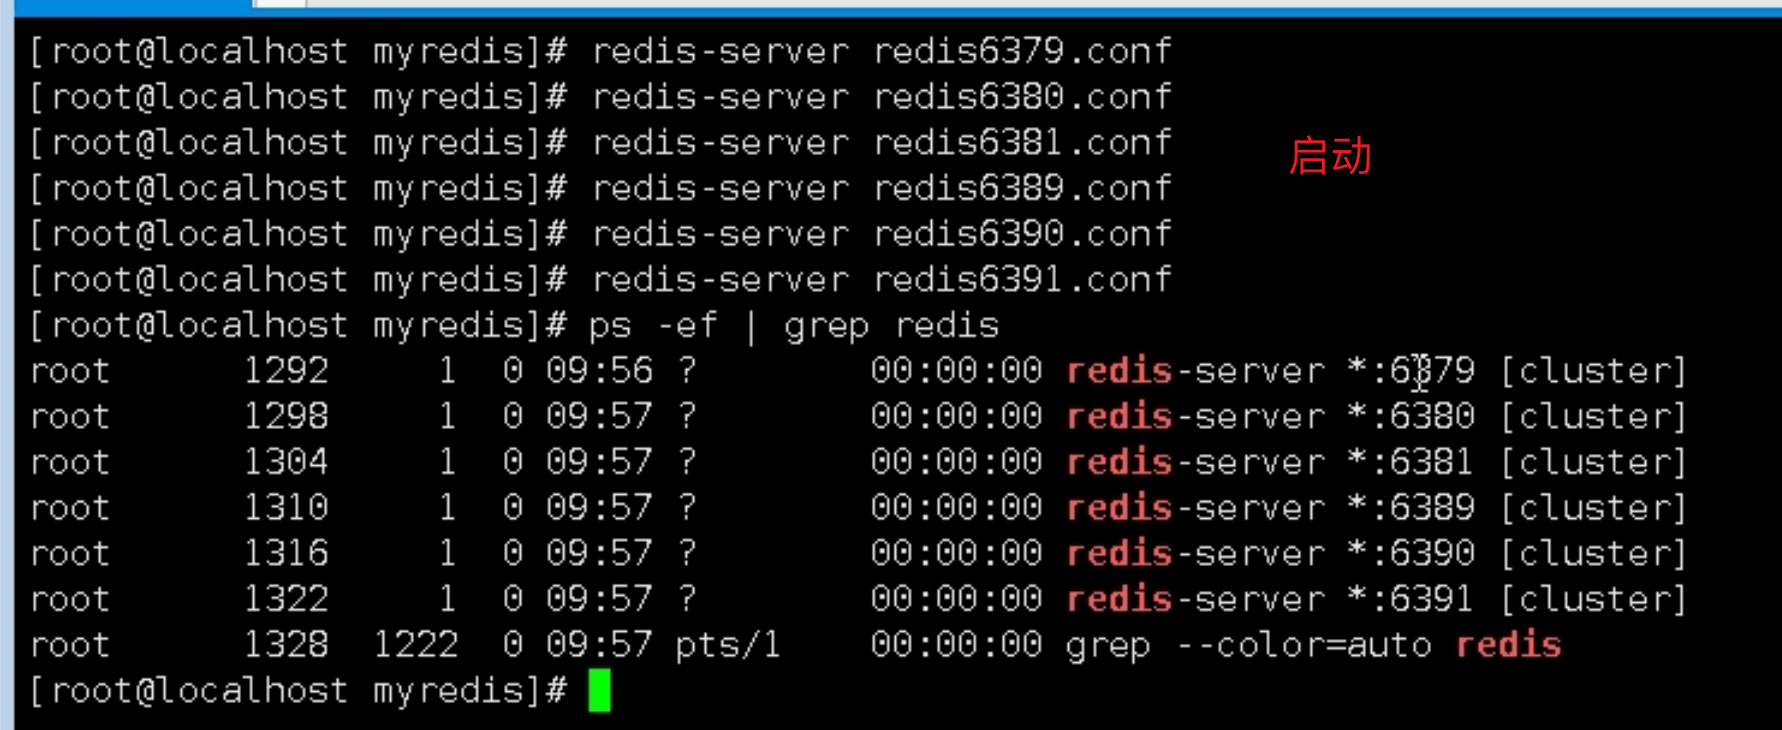 [root@localhost myredis]# redis-server redis6379.conf
[root@localhost myredis]# redis-server redis6380.conf
[root@localhost myredis]# redis-server redis6381.conf
启动
[root@localhost myredis]# redis-server redis6389.conf
[root@localhost myredis]# redis-server redis6390.conf
[root@localhost myredis]# redis-server redis6391.conf
[root@localhost myredis]# ps -ef | grep redis
root 1292 1 0 09:56 ? 00:00:00 redis-server *:6379 [cluster]
root 1298 1 0 09:57 ? 00:00:00 redis-server *:6380 [cluster]
root 1304 1 0 09:57 ? 00:00:00 redis-server *:6381 [cluster]
root 1310 1 0 09:57 ? 00:00:00 redis-server *:6389 [cluster]
root 1316 1 0 09:57 ? 00:00:00 redis-server *:6390 [cluster]
root 1322 1 0 09:57 ? 00:00:00 redis-server *:6391 [cluster]
root 1328 1222 0 09:57 pts/1 00:00:00 grep --color=auto redis
[root@localhost myredis]#